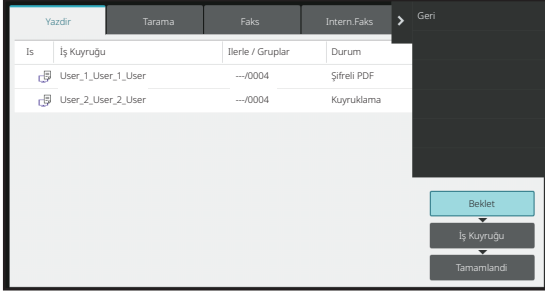 Yazdir Tarama Faks Intern.Faks Geri
Is İş Kuyruğu Ilerle / Gruplar Durum
User_1_User_1_User ---/0004 Şifreli PDF
User_2_User_2_User ---/0004 Kuyruklama
Beklet
İş Kuyruğu
Tamamlandi